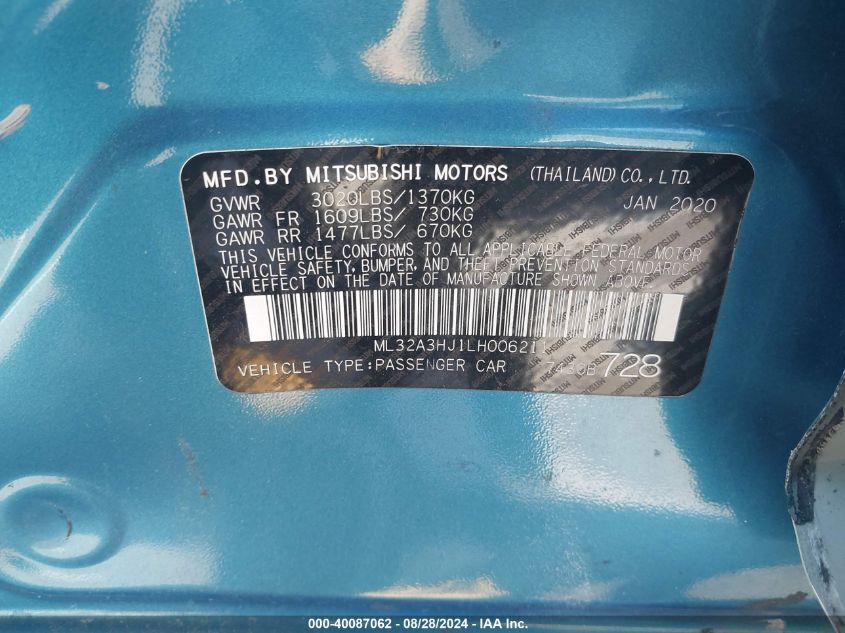 MFD.BY MITSUBISHI MOTORS (THAILAND) CO., LTD.
GVWR 3020LBS/1370KG JAN 2020
GAWR FR 1609LBS/ 730KG
GAWR RR 1477LBS/ 670KG
THIS VEHICLE CONFORMS TO ALL APPLICABLE FEDERAL MOTOR
VEHICLE SAFETY, BUMPER, AND THEFT PREVENTION STANDARDS
IN EFFECT ON THE DATE OF MANUFACTURE SHOWN ABOVE.
VEHICLE TYPE:PASSENGER CAR 728
000-40087062 - 08/28/2024 - IAA Inc.